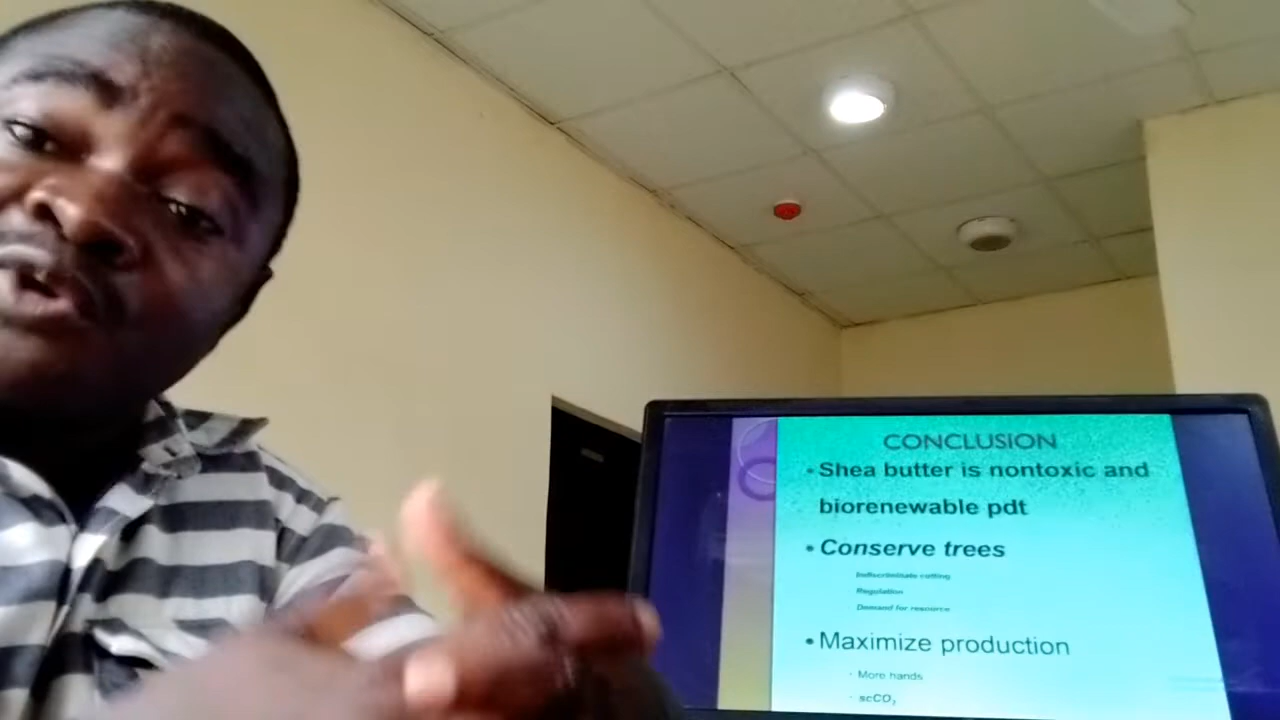 CONCLUSION
• Shea butter is nontoxic and
biorenewable pdt
• Conserve trees
Indiscriminate cutting
Regulation
Demand for resource
• Maximize production
· More hands
· scCO₂